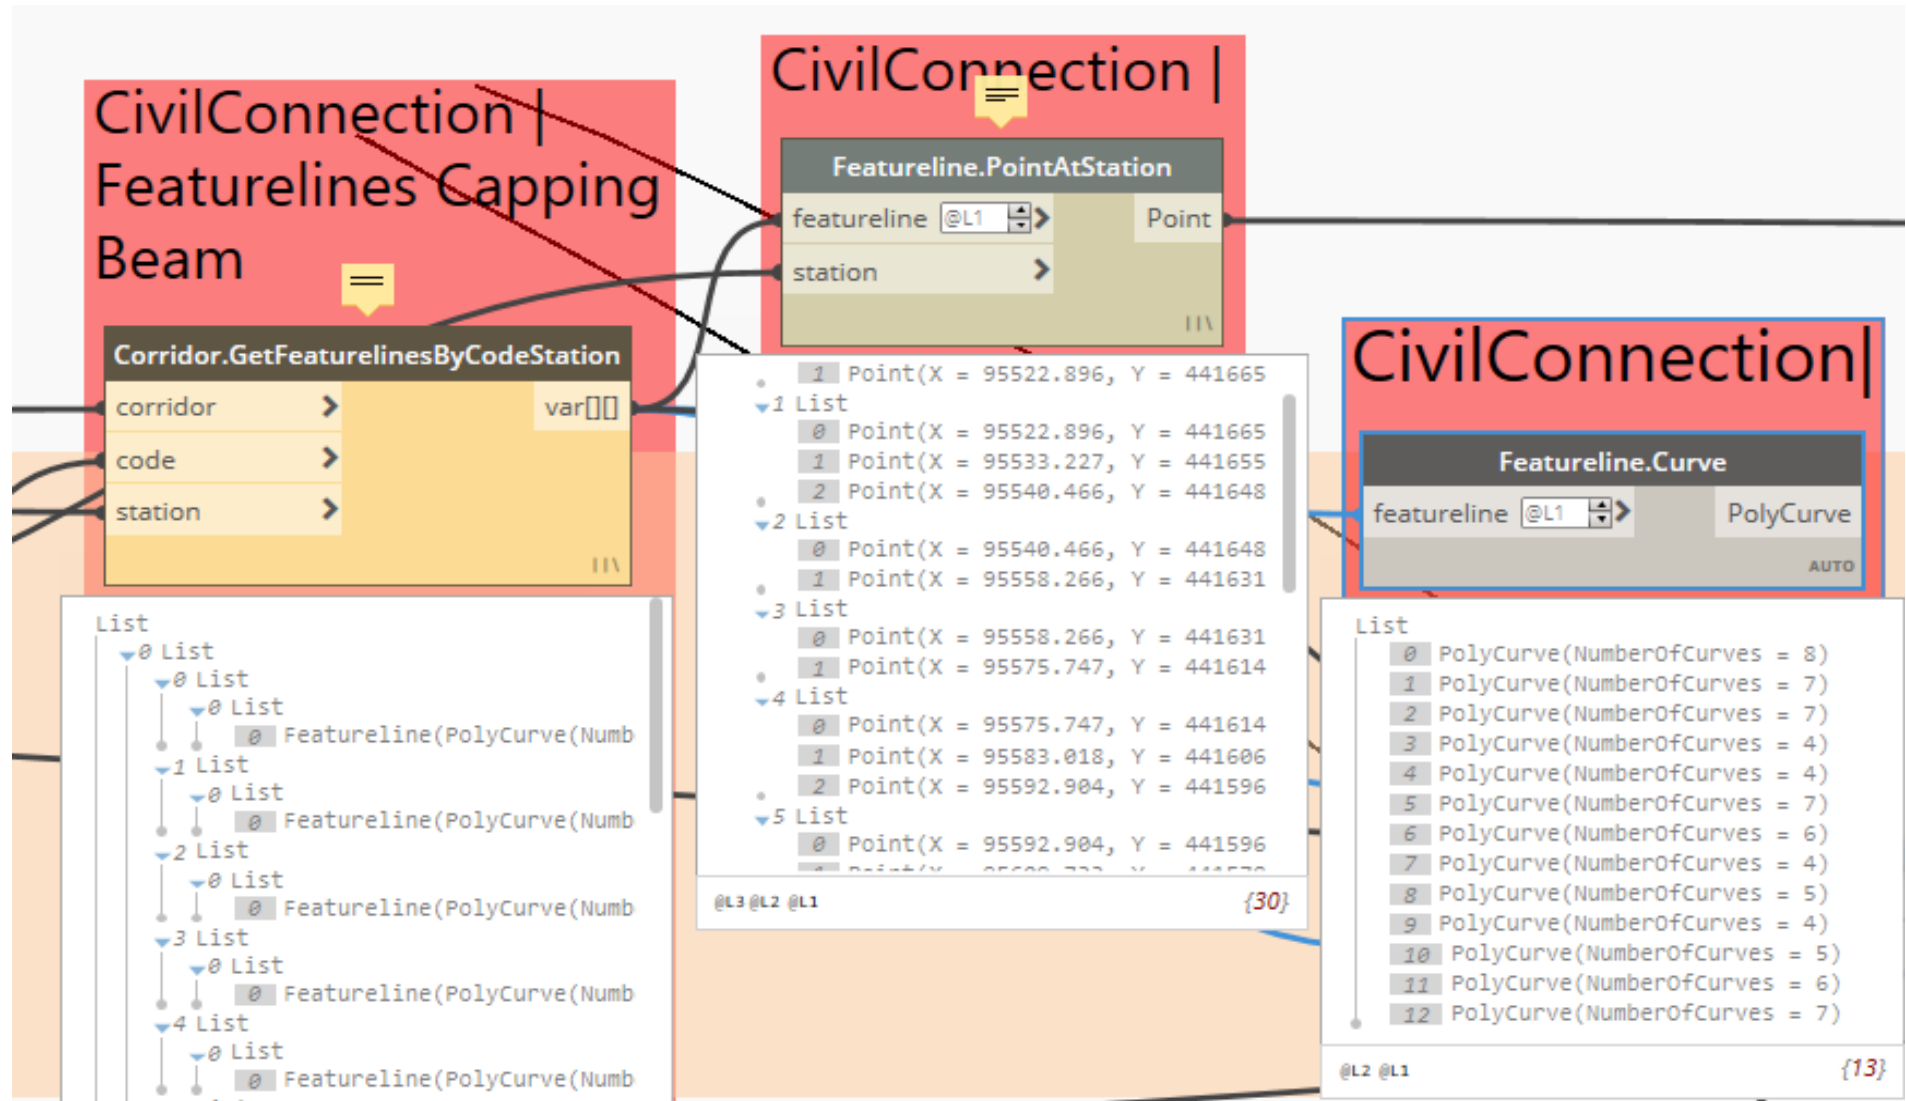 CivilConnection |
Featurelines Capping
Beam
Corridor.GetFeaturelinesByCodeStation
corridor
var[][]
code
station
List
0 List
0 List
0 List
0 Featureline(PolyCurve(Numb
1 List
0 List
0 Featureline(PolyCurve(Numb
2 List
0 List
0 Featureline(PolyCurve(Numb
3 List
0 List
0 Featureline(PolyCurve(Numb
4 List
0 List
0 Featureline(PolyCurve(Numb
CivilConnection |
Featureline.PointAtStation
featureline @L1
Point
station
1 Point(X = 95522.896, Y = 441665
1 List
0 Point(X = 95522.896, Y = 441665
1 Point(X = 95533.227, Y = 441655
2 Point(X = 95540.466, Y = 441648
2 List
0 Point(X = 95540.466, Y = 441648
1 Point(X = 95558.266, Y = 441631
3 List
0 Point(X = 95558.266, Y = 441631
1 Point(X = 95575.747, Y = 441614
4 List
0 Point(X = 95575.747, Y = 441614
1 Point(X = 95583.018, Y = 441606
2 Point(X = 95592.904, Y = 441596
5 List
0 Point(X = 95592.904, Y = 441596
@L3 @L2 @L1
{30}
CivilConnection|
Featureline.Curve
featureline @L1
PolyCurve
AUTO
List
0 PolyCurve(NumberOfCurves = 8)
1 PolyCurve(NumberOfCurves = 7)
2 PolyCurve(NumberOfCurves = 7)
3 PolyCurve(NumberOfCurves = 4)
4 PolyCurve(NumberOfCurves = 4)
5 PolyCurve(NumberOfCurves = 7)
6 PolyCurve(NumberOfCurves = 6)
7 PolyCurve(NumberOfCurves = 4)
8 PolyCurve(NumberOfCurves = 5)
9 PolyCurve(NumberOfCurves = 4)
10 PolyCurve(NumberOfCurves = 5)
11 PolyCurve(NumberOfCurves = 6)
12 PolyCurve(NumberOfCurves = 7)
@L2 @L1
{13}